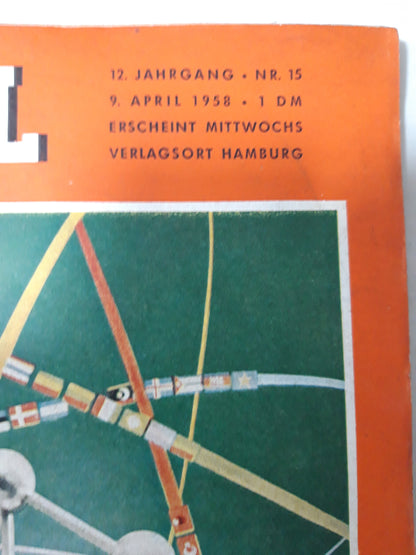 L
12. JAHRGANG • NR. 15
9. APRIL 1958 • 1 DM
ERSCHEINT MITTWOCHS
VERLAGSORT HAMBURG